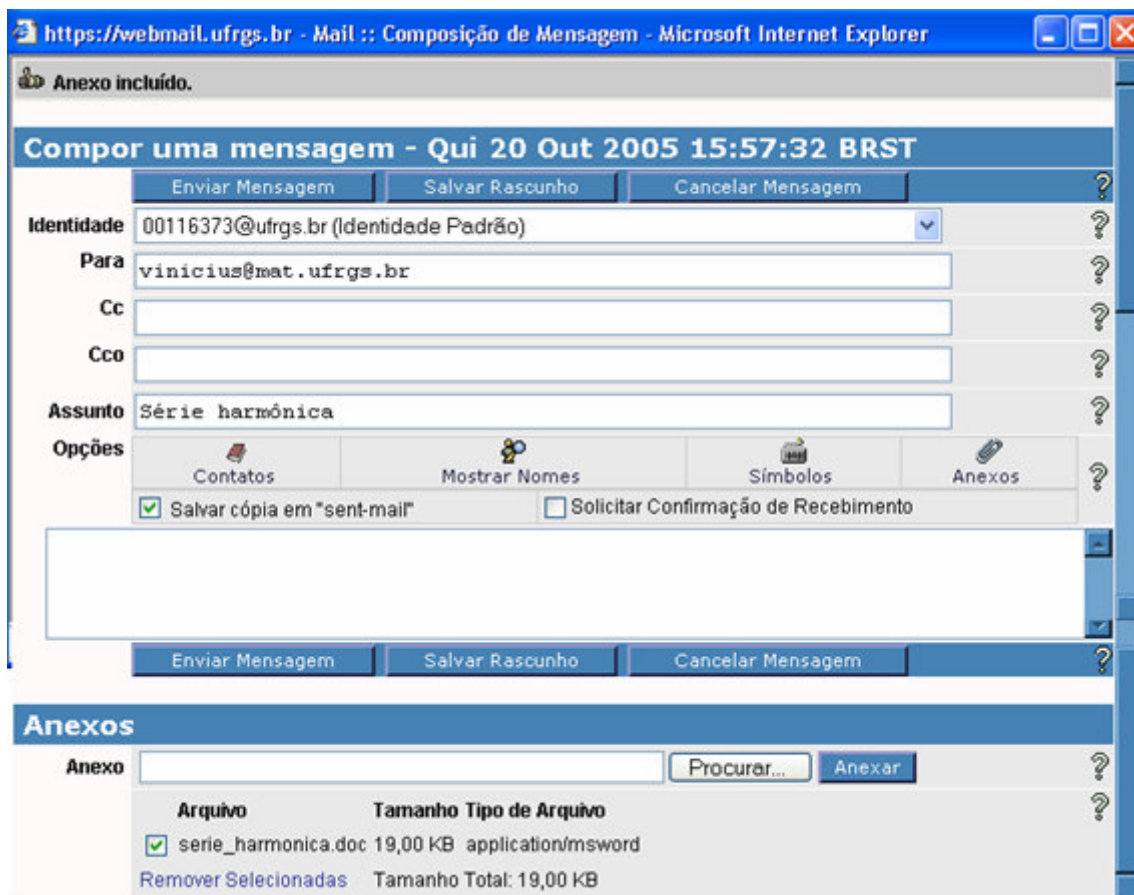 https://webmail.ufrgs.br - Mail :: Composição de Mensagem - Microsoft Internet Explorer
Anexo incluído.
Compor uma mensagem - Qui 20 Out 2005 15:57:32 BRST
Enviar Mensagem Salvar Rascunho Cancelar Mensagem ?
Identidade 00116373@ufrgs.br (Identidade Padrão) ?
Para vinicius@mat.ufrgs.br ?
Cc ?
Cco ?
Assunto Série harmônica ?
Opções Contatos Mostrar Nomes Símbolos Anexos ?
Salvar cópia em "sent-mail" Solicitar Confirmação de Recebimento
Enviar Mensagem Salvar Rascunho Cancelar Mensagem ?
Anexos
Anexo Procurar... Anexar ?
Arquivo Tamanho Tipo de Arquivo ?
serie_harmonica.doc 19,00 KB application/msword
Remover Selecionadas Tamanho Total: 19,00 KB